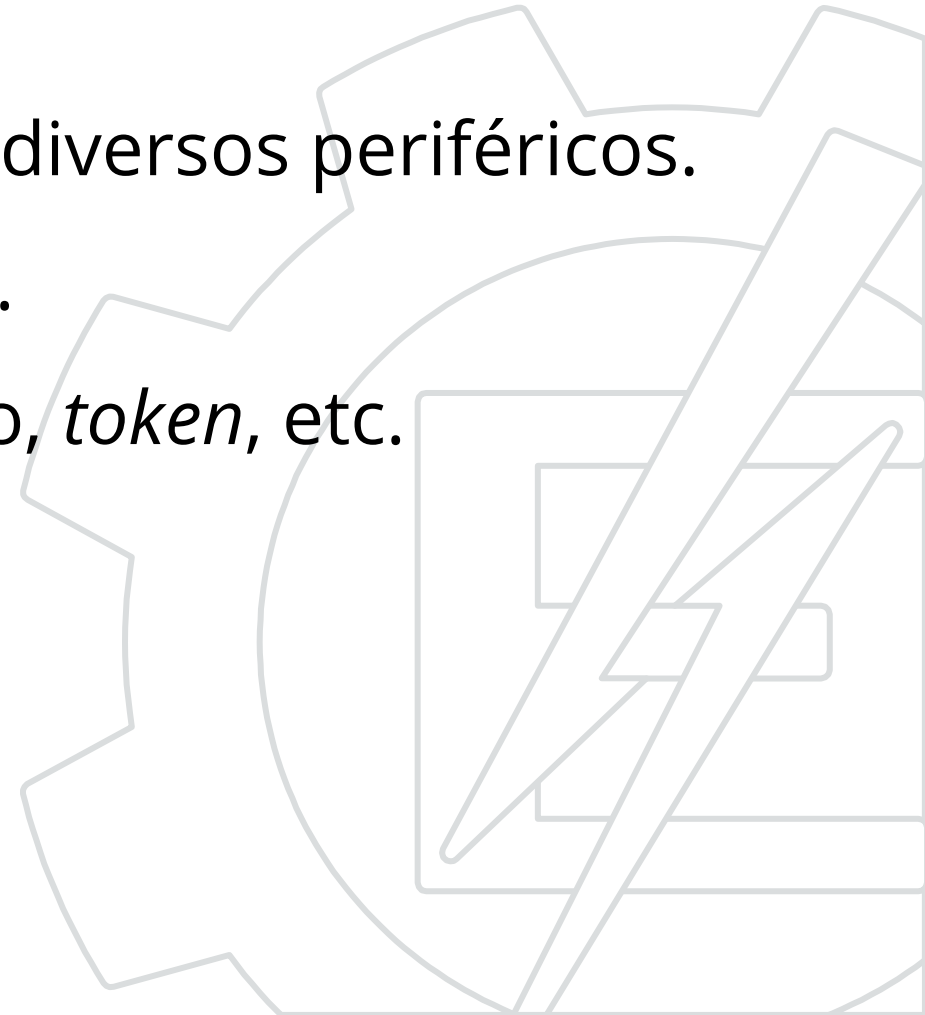 diversos periféricos.
.
o, token, etc.